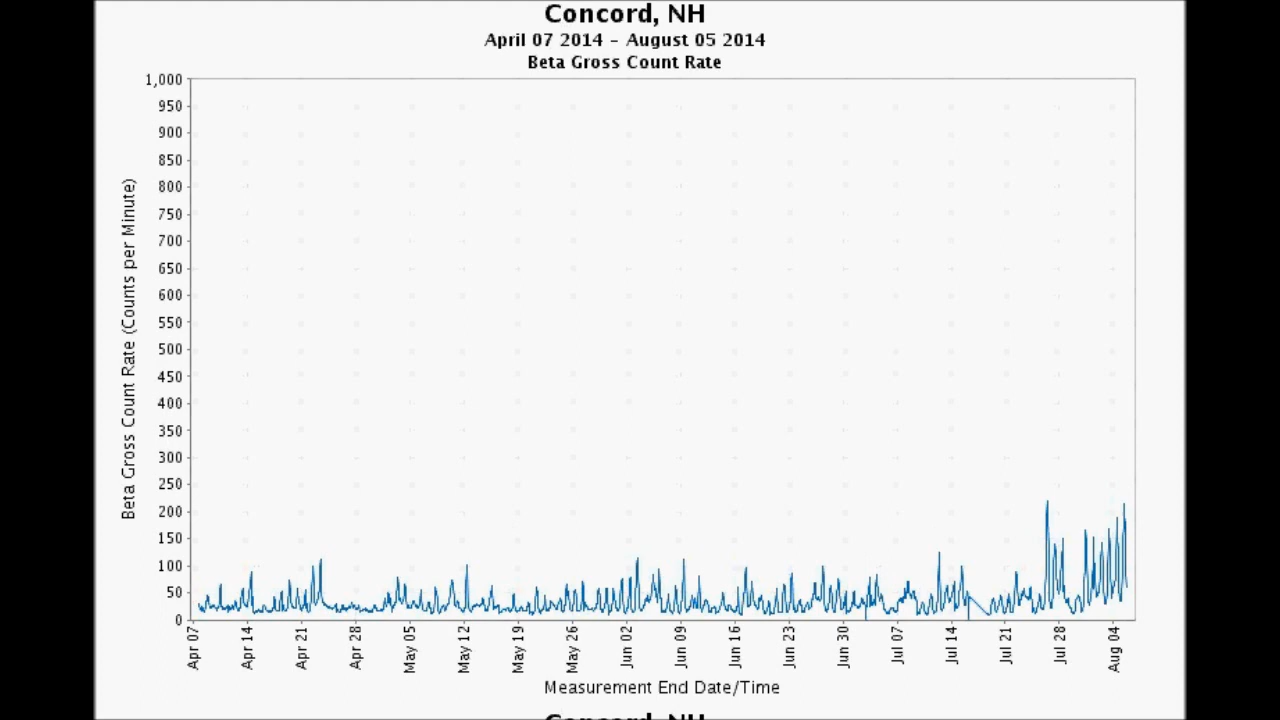 Concord, NH
April 07 2014 – August 05 2014
Beta Gross Count Rate
1,000
950
900
850
800
750
700
650
600
550
500
450
400
350
300
250
200
150
100
50
0
Beta Gross Count Rate (Counts per Minute)
Apr 07
Apr 14
Apr 21
Apr 28
May 05
May 12
May 19
May 26
Jun 02
Jun 09
Jun 16
Jun 23
Jun 30
Jul 07
Jul 14
Jul 21
Jul 28
Aug 04
Measurement End Date/Time
Concord, NH